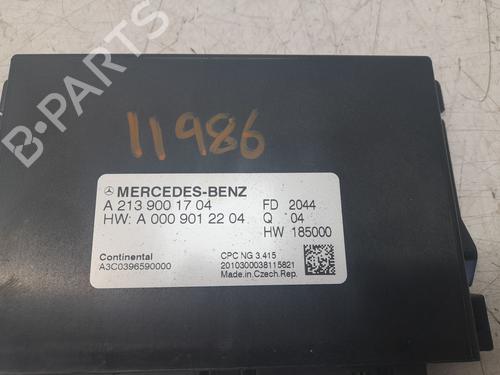 B-PARTS
11986
MERCEDES-BENZ
A 213 900 17 04 FD 2044
HW: A 000 901 22 04 Q 04
HW 185000
Continental CPC NG 3.415
A3C0396590000 2010300038115821
Made.in.Czech.Rep.